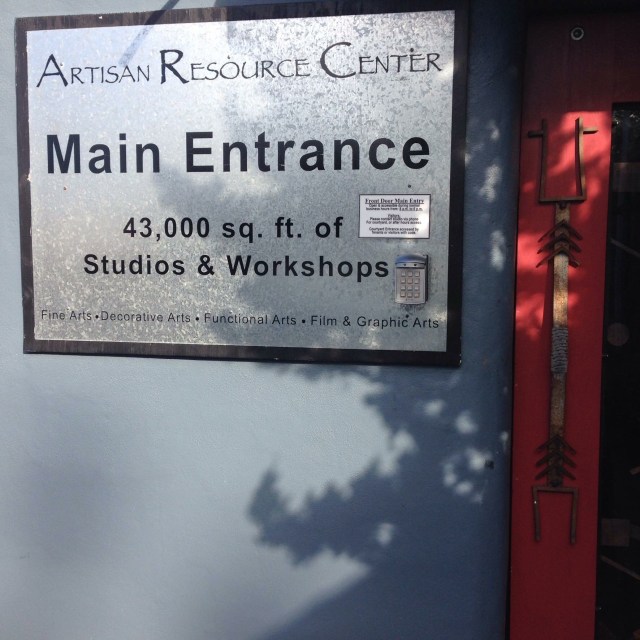 ARTISAN RESOURCE CENTER
Main Entrance
43,000 sq. ft. of
Studios & Workshops
Front Door Main Entry
Fine Arts • Decorative Arts • Functional Arts • Film & Graphic Arts